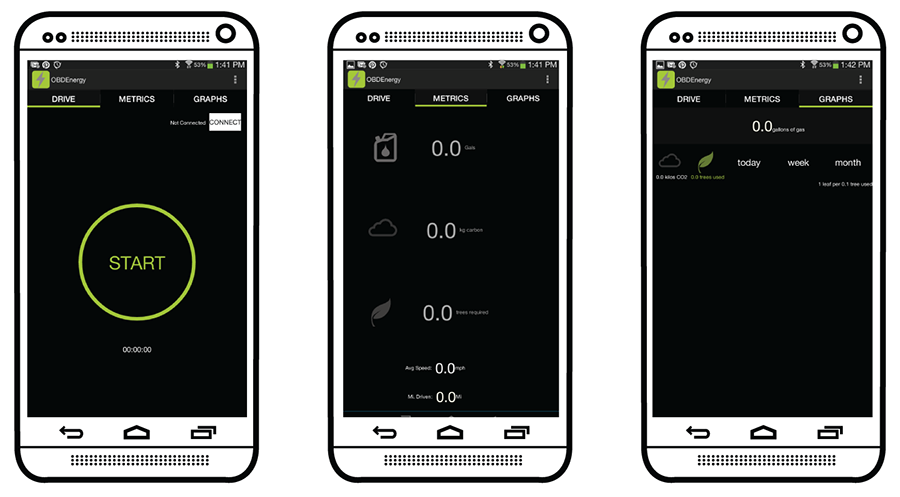 53% 1:41 PM
OBDEnergy
DRIVE METRICS GRAPHS
Not Connected CONNECT
START
00:00:00
53% 1:41 PM
OBDEnergy
DRIVE METRICS GRAPHS
0.0 Gals
0.0 kg carbon
0.0 trees required
Avg Speed: 0.0 mph
Mi. Driven: 0.0 Mi
53% 1:42 PM
OBDEnergy
DRIVE METRICS GRAPHS
0.0 gallons of gas
today week month
0.0 kilos CO2 0.0 trees used
1 leaf per 0.1 tree used